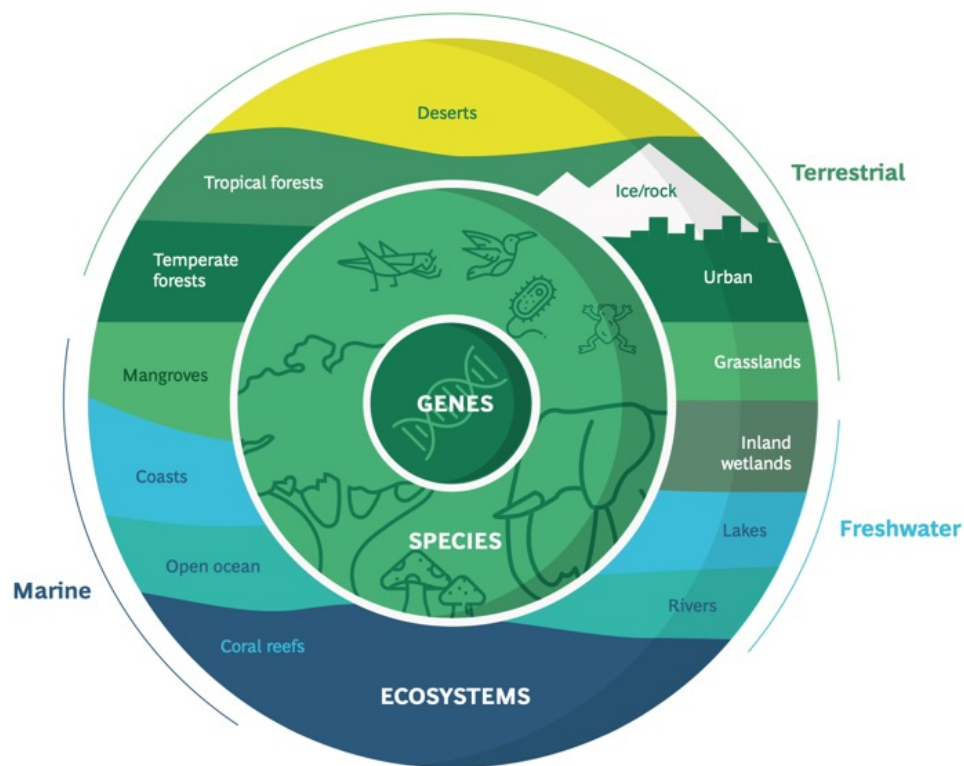 Deserts
Terrestrial
Tropical forests
Ice/rock
Temperate
forests
Urban
Mangroves
Grasslands
GENES
Inland
wetlands
Coasts
Lakes
Freshwater
SPECIES
Open ocean
Marine
Rivers
Coral reefs
ECOSYSTEMS